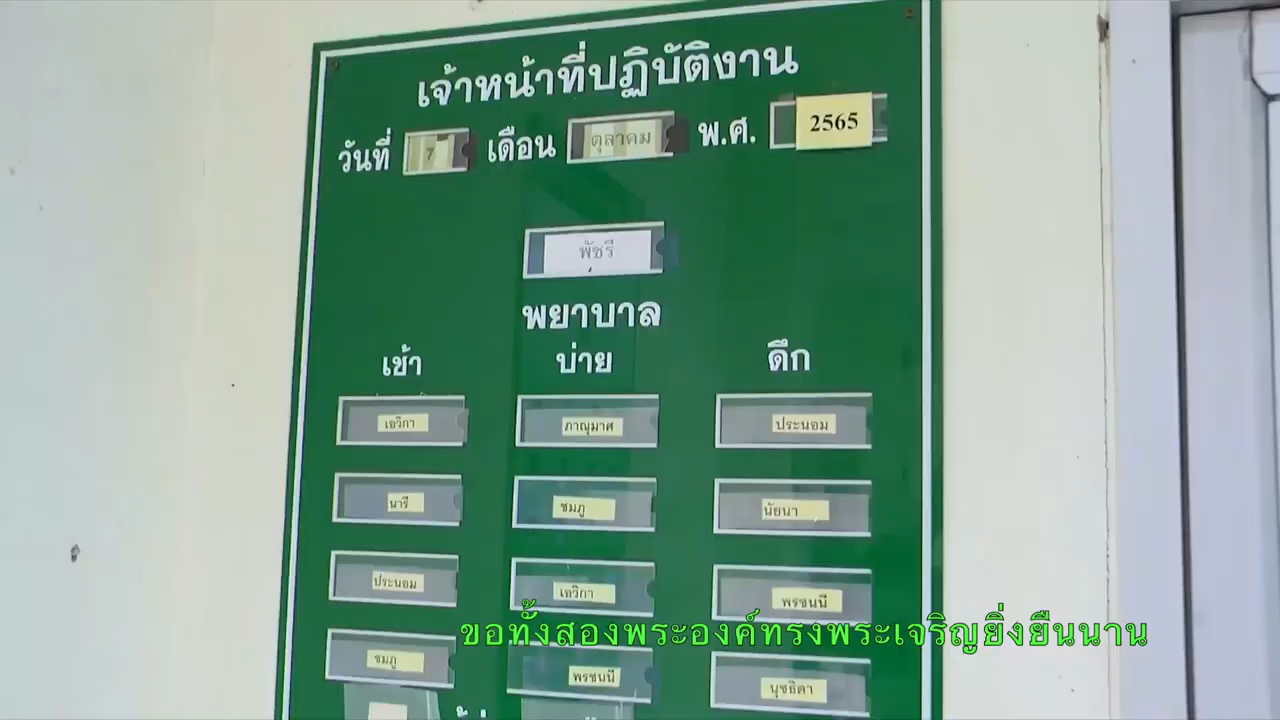 เจ้าหน้าที่ปฏิบัติงาน
วันที่ 7 เดือน ตุลาคม พ.ศ. 2565
พัชรี
พยาบาล
เช้า บ่าย ดึก
เอวิกา ภาณุมาศ ประนอม
นารี ชมภู นัยนา
ประนอม เอวิกา พรชนนี
ขอทั้งสองพระองค์ทรงพระเจริญยิ่งยืนนาน
ชมภู พรชนนี นุชธิดา